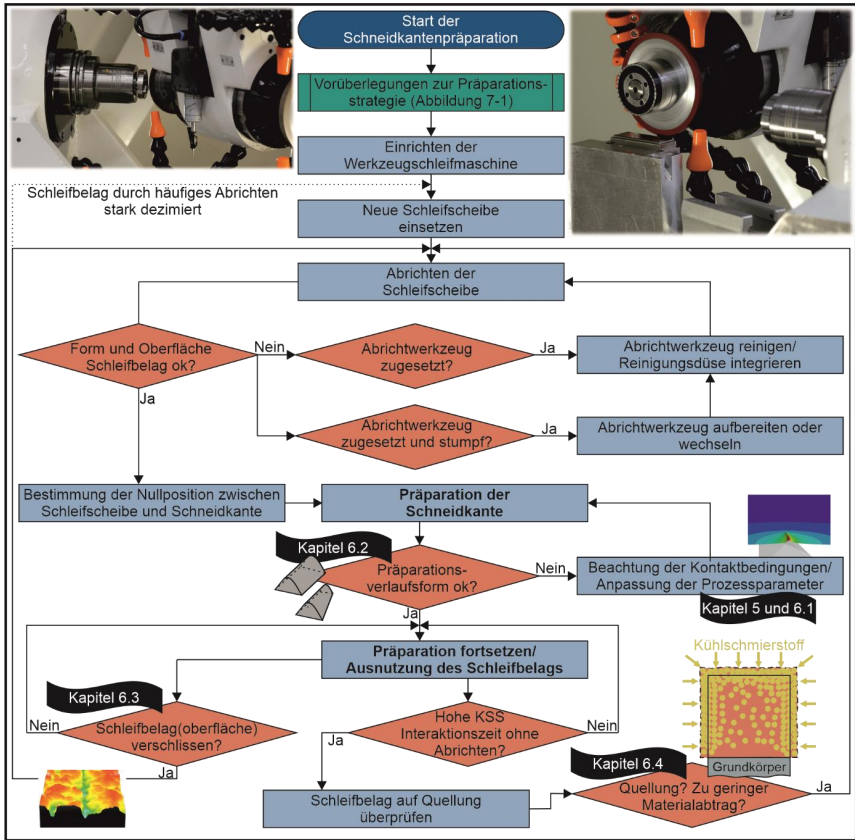 Start der
Schneidkantenpräparation
Vorüberlegungen zur Präparations-
strategie (Abbildung 7-1)
Einrichten der
Werkzeugschleifmaschine
Schleifbelag durch häufiges Abrichten
stark dezimiert
Neue Schleifscheibe
einsetzen
Abrichten der
Schleifscheibe
Form und Oberfläche
Schleifbelag ok?
Nein
Abrichtwerkzeug
zugesetzt?
Ja
Abrichtwerkzeug reinigen/
Reinigungsdüse integrieren
Ja
Abrichtwerkzeug
zugesetzt und stumpf?
Ja
Abrichtwerkzeug aufbereiten oder
wechseln
Bestimmung der Nullposition zwischen
Schleifscheibe und Schneidkante
Präparation der
Schneidkante
Kapitel 6.2
Präparations-
verlaufsform ok?
Nein
Beachtung der Kontaktbedingungen/
Anpassung der Prozessparameter
Kapitel 5 und 6.1
Ja
Präparation fortsetzen/
Ausnutzung des Schleifbelags
Kühlschmierstoff
Kapitel 6.3
Nein
Schleifbelag(oberfläche)
verschlissen?
Ja
Ja
Hohe KSS
Interaktionszeit ohne
Abrichten?
Nein
Grundkörper
Kapitel 6.4
Schleifbelag auf Quellung
überprüfen
Quellung? Zu geringer
Materialabtrag?
Ja